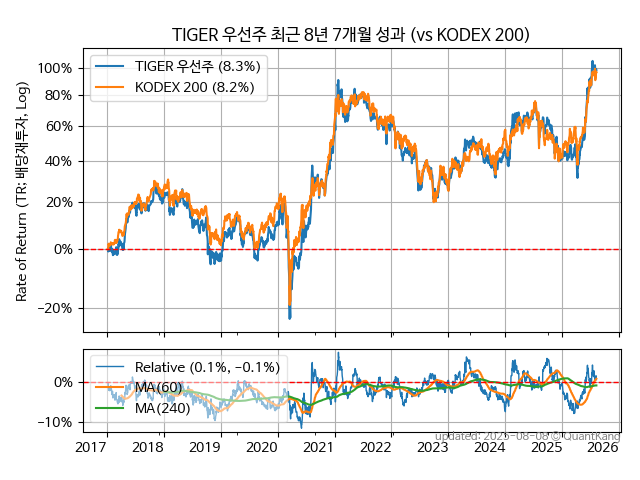 TIGER 우선주 최근 8년 7개월 성과 (vs KODEX 200)
Rate of Return (TR: 배당재투자, Log)
100%
80%
60%
40%
20%
0%
−20%
TIGER 우선주 (8.3%)
KODEX 200 (8.2%)
0%
−10%
Relative (0.1%, −0.1%)
MA(60)
MA(240)
updated: 2025-08-08 © QuantKang
2017 2018 2019 2020 2021 2022 2023 2024 2025 2026